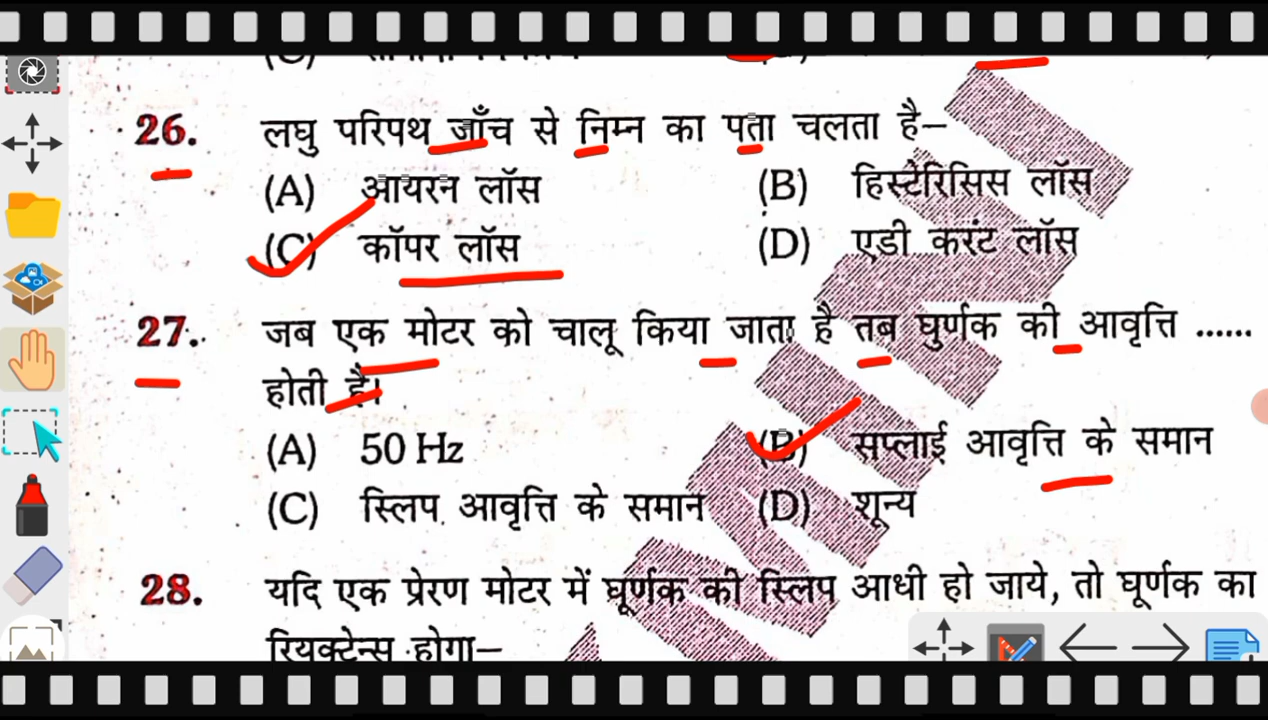 26. लघु परिपथ जाँच से निम्न का पता चलता है–
(A) आयरन लॉस (B) हिस्टेरिसिस लॉस
(C) कॉपर लॉस (D) एडी करंट लॉस
27. जब एक मोटर को चालू किया जाता है तब घुर्णक की आवृत्ति ......
होती है।
(A) 50 Hz (B) सप्लाई आवृत्ति के समान
(C) स्लिप आवृत्ति के समान (D) शून्य
28. यदि एक प्रेरण मोटर में घूर्णक की स्लिप आधी हो जाये, तो घूर्णक का
रियक्टेन्स होगा–